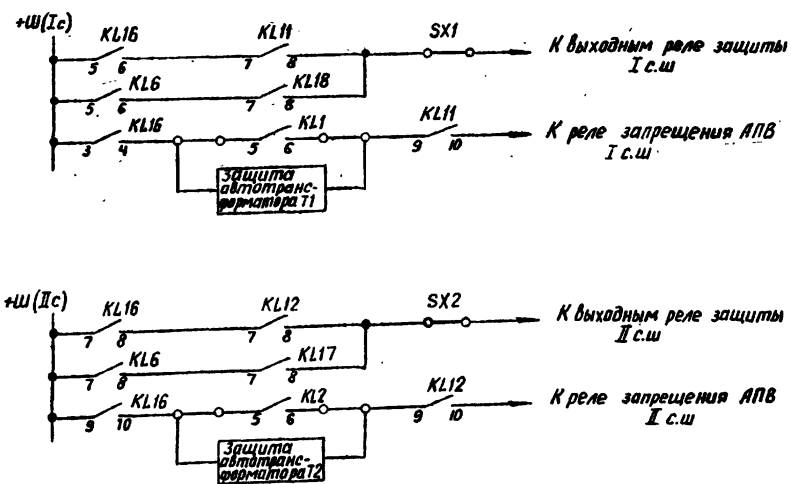 +Ш(Iс)
KL16
KL11
SX1
К выходным реле защиты
I с.ш
5 6
7 8
KL6
KL18
5 6
7 8
KL16
KL1
KL11
К реле запрещения АПВ
I с.ш
3 4
5 6
9 10
Защита
автотранс-
форматора Т1
+Ш(IIс)
KL16
KL12
SX2
К выходным реле защиты
II с.ш
7 8
7 8
KL6
KL17
7 8
7 8
KL16
KL2
KL12
К реле запрещения АПВ
II с.ш
9 10
5 6
9 10
Защита
автотранс-
форматора Т2